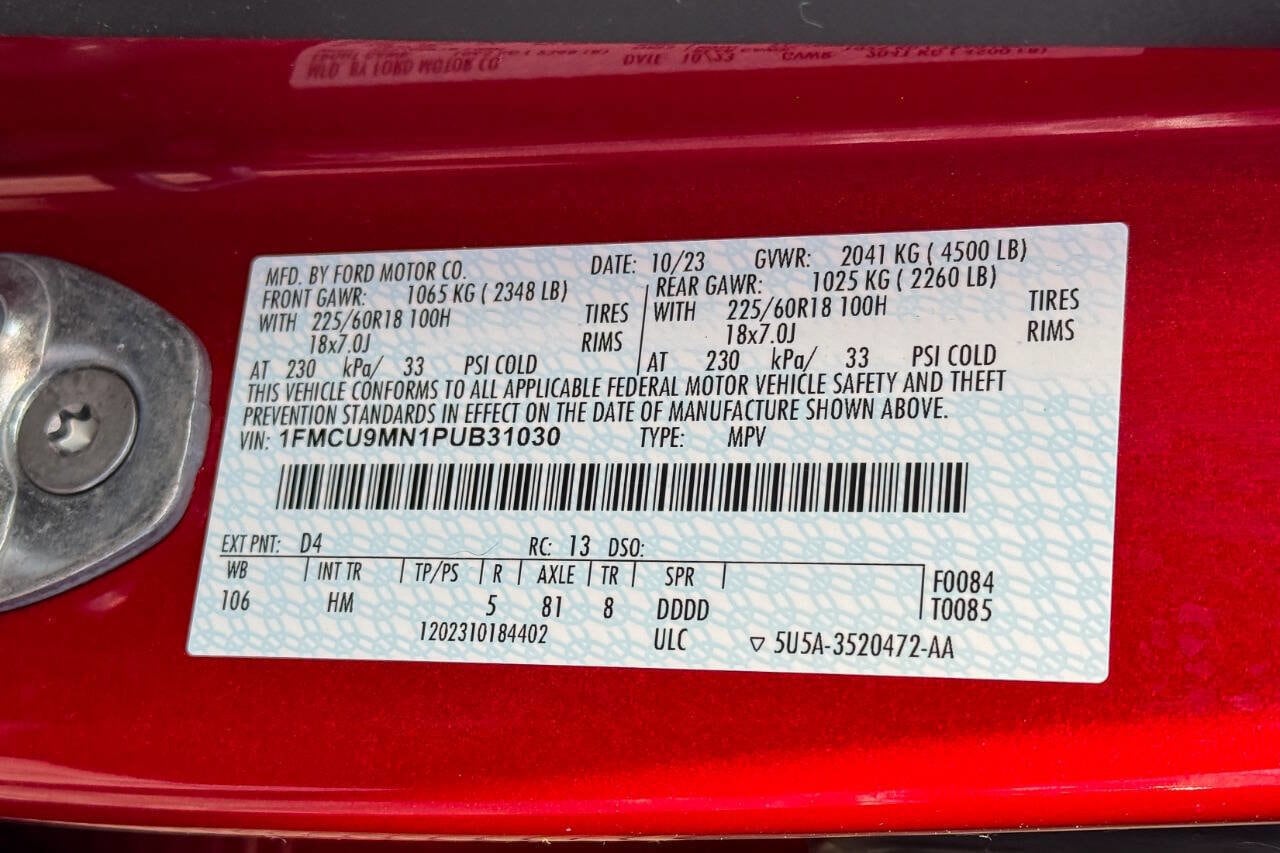 MFD. BY FORD MOTOR CO. DATE: 10/23 GVWR: 2041 KG ( 4500 LB)
FRONT GAWR: 1065 KG ( 2348 LB) REAR GAWR: 1025 KG ( 2260 LB)
WITH 225/60R18 100H TIRES WITH 225/60R18 100H TIRES
18x7.0J RIMS 18x7.0J RIMS
AT 230 kPa/ 33 PSI COLD AT 230 kPa/ 33 PSI COLD
THIS VEHICLE CONFORMS TO ALL APPLICABLE FEDERAL MOTOR VEHICLE SAFETY AND THEFT
PREVENTION STANDARDS IN EFFECT ON THE DATE OF MANUFACTURE SHOWN ABOVE.
VIN: 1FMCU9MN1PUB31030 TYPE: MPV
EXT PNT: D4 RC: 13 DSO:
WB INT TR TP/PS R AXLE TR SPR F0084
106 HM 5 81 8 DDDD T0085
1202310184402 ULC ▽ 5U5A-3520472-AA